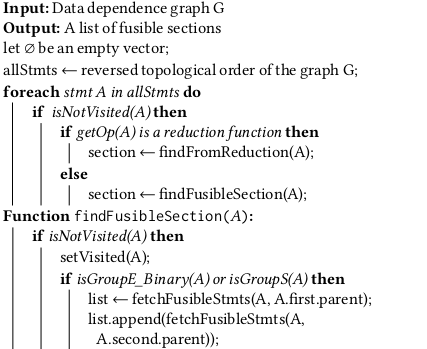 Input: Data dependence graph G
Output: A list of fusible sections
let ∅ be an empty vector;
allStmts ← reversed topological order of the graph G;
foreach stmt A in allStmts do
if isNotVisited(A) then
if getOp(A) is a reduction function then
section ← findFromReduction(A);
else
section ← findFusibleSection(A);
Function findFusibleSection(A):
if isNotVisited(A) then
setVisited(A);
if isGroupE_Binary(A) or isGroupS(A) then
list ← fetchFusibleStmts(A, A.first.parent);
list.append(fetchFusibleStmts(A,
A.second.parent));